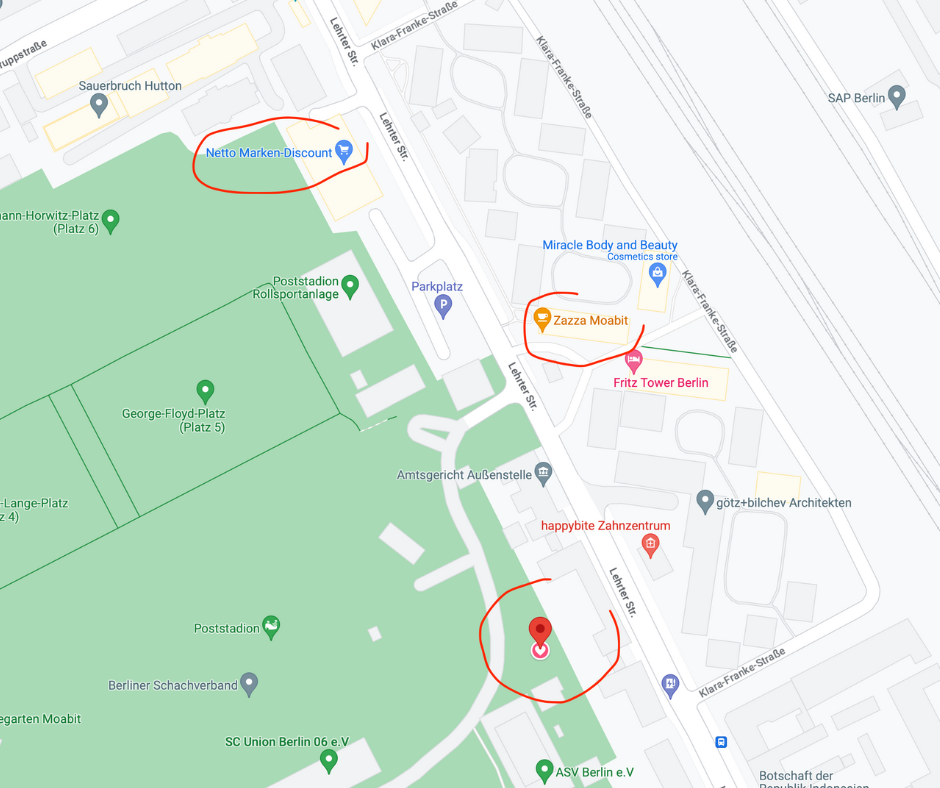 Lehrter Str.
Klara-Franke-Straße
uppstraße
Klara-Franke-Straße
Sauerbruch Hutton
SAP Berlin
Lehrter Str.
Netto Marken-Discount
ann-Horwitz-Platz
(Platz 6)
Miracle Body and Beauty
Cosmetics store
Poststadion
Rollsportanlage
Parkplatz
P
Klara-Franke-Straße
Zazza Moabit
Fritz Tower Berlin
Lehrter Str.
George-Floyd-Platz
(Platz 5)
Amtsgericht Außenstelle
-Lange-Platz
z 4)
götz+bilchev Architekten
happybite Zahnzentrum
Lehrter Str.
Poststadion
Klara-Franke-Straße
Berliner Schachverband
egarten Moabit
SC Union Berlin 06 e.V
ASV Berlin e.V
Botschaft der
Republik Indonesien